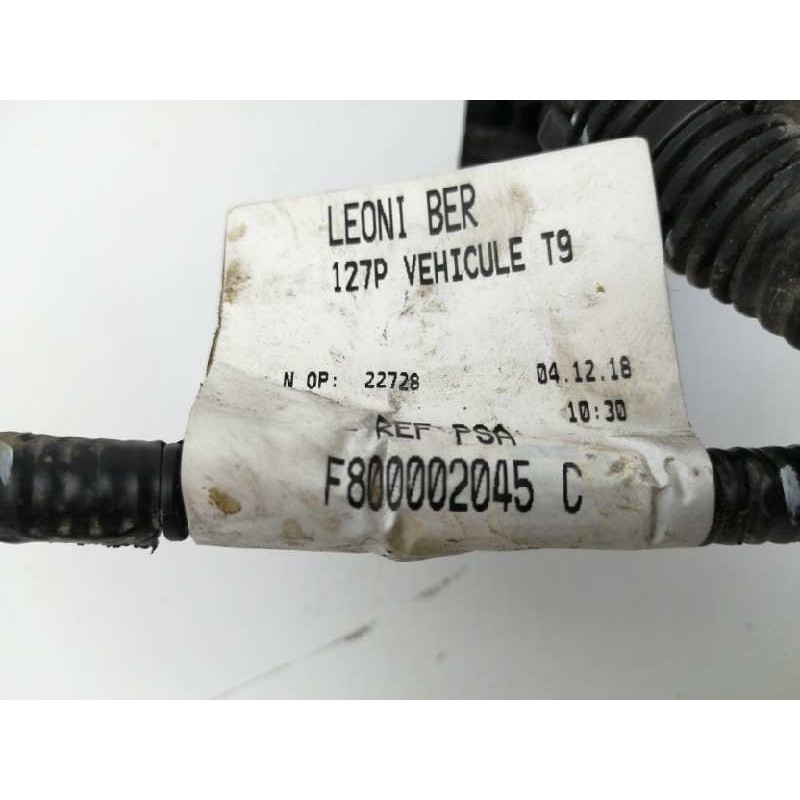 LEONI BER
127P VEHICULE T9
N OP: 22728 04.12.18
10:30
REF PSA
F800002045 C